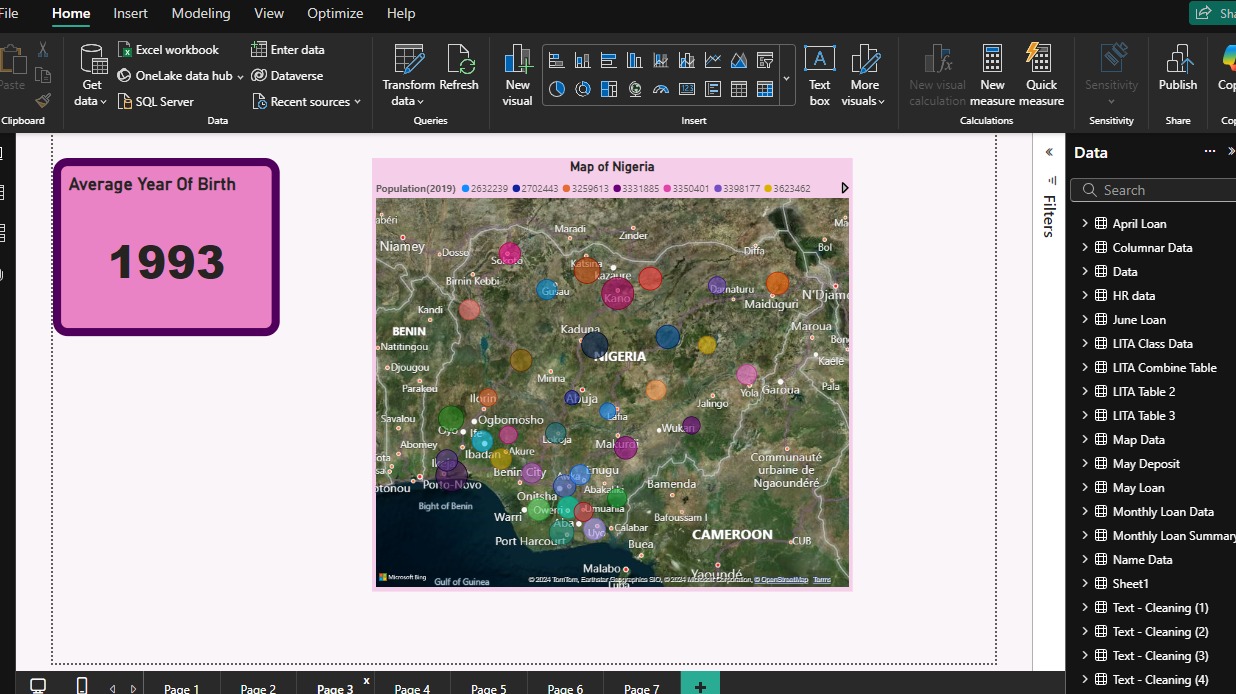 File Home Insert Modeling View Optimize Help Share
Paste
Clipboard
Get data
Excel workbook
OneLake data hub
SQL Server
Enter data
Dataverse
Recent sources
Data
Transform data
Refresh
Queries
New visual
Text box
More visuals
Insert
New visual calculation
New measure
Quick measure
Calculations
Sensitivity
Sensitivity
Publish
Share
Average Year Of Birth
1993
Map of Nigeria
Population(2019) 2632239 2702443 3259613 3331885 3350401 3398177 3623462
Niamey
Dosso
Maradi
Zinder
Diffa
Bol
Sokoto
Katsina
kazaure
Birnin Kebbi
Gusau
Kano
Damaturu
Maiduguri
N'Djam
Kandi
BENIN
Natitingou
Djougou
Parakou
Kaduna
NIGERIA
Maroua
Kaele
Minna
Ilorin
Abuja
Lafia
Jalingo
Yola
Garoua
Pala
Savalou
Abomey
Oyo
Ogbomosho
Ife
Ibadan
Akure
Lokoja
Makurdi
Wukari
Porto-Novo
Benin City
Enugu
Abakaliki
Onitsha
Bamenda
Communauté
urbaine de
Ngaoundéré
Bight of Benin
Warri
Owerri
Umuahia
Aba
Uyo
Calabar
Bafoussam I
Port Harcourt
Buea
CAMEROON
CUB
Malabo
Yaoundé
Gulf of Guinea
Microsoft Bing
© 2024 TomTom, Earthstar Geographics SIO, © 2024 Microsoft Corporation, © OpenStreetMap Terms
Filters
Data
Search
April Loan
Columnar Data
Data
HR data
June Loan
LITA Class Data
LITA Combine Table
LITA Table 2
LITA Table 3
Map Data
May Deposit
May Loan
Monthly Loan Data
Monthly Loan Summary
Name Data
Sheet1
Text - Cleaning (1)
Text - Cleaning (2)
Text - Cleaning (3)
Text - Cleaning (4)
Page 1 Page 2 Page 3 x Page 4 Page 5 Page 6 Page 7 +